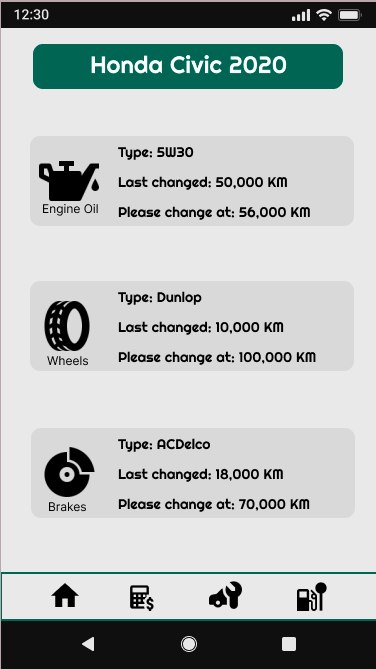 12:30
Honda Civic 2020
Type: 5W30
Last changed: 50,000 KM
Please change at: 56,000 KM
Engine Oil
Type: Dunlop
Last changed: 10,000 KM
Please change at: 100,000 KM
Wheels
Type: ACDelco
Last changed: 18,000 KM
Please change at: 70,000 KM
Brakes